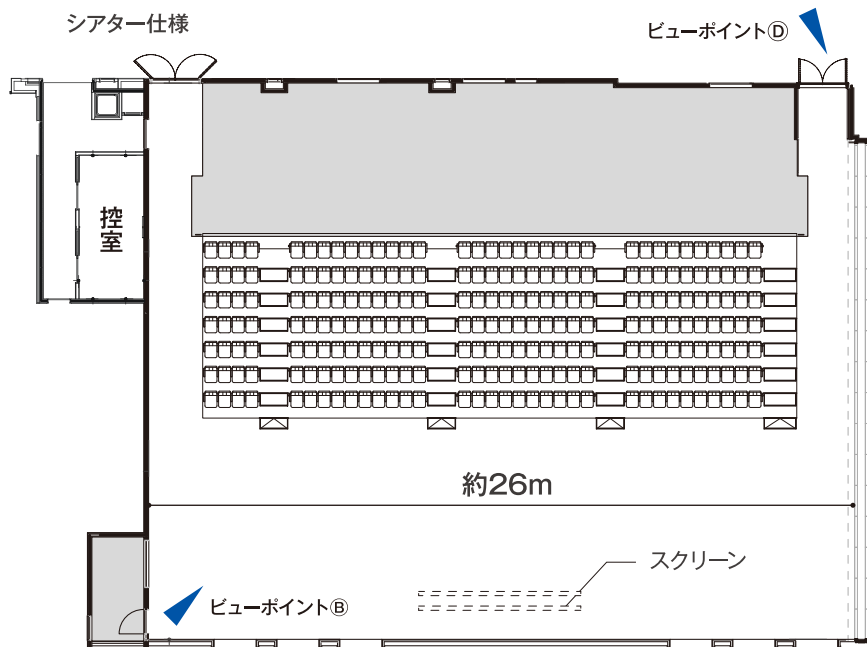 シアター仕様
ビューポイントⒹ
控室
約26m
スクリーン
ビューポイントⒷ